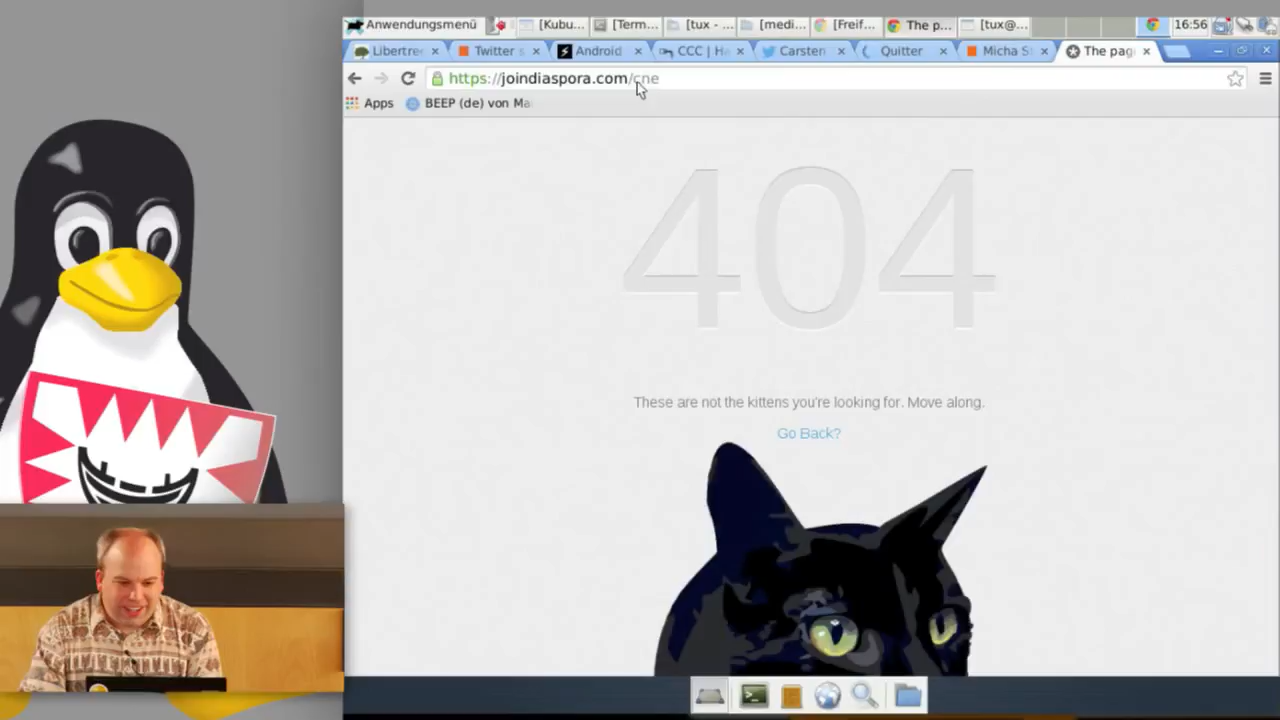 Anwendungsmenü [Kubu... [Term... [tux - ... [medi... [Freif... The p... [tux@... 16:56
Libertree Twitter s Android CCC | Ha Carsten Quitter Micha S The pag
https://joindiaspora.com/cne
Apps BEEP (de) von Ma
404
These are not the kittens you're looking for. Move along.
Go Back?